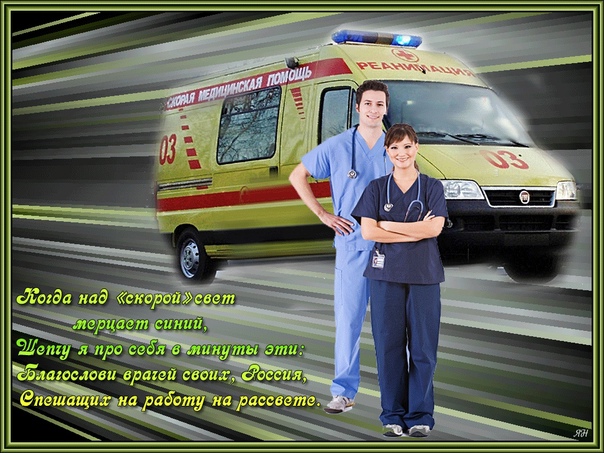 РЕАНИМАЦИЯ
СКОРАЯ МЕДИЦИНСКАЯ ПОМОЩЬ
03
03
FIAT
Когда над «скорой»свет
мерцает синий,
Шепчу я про себя в минуты эти:
Благослови врачей своих, Россия,
Спешащих на работу на рассвете.
ЯН